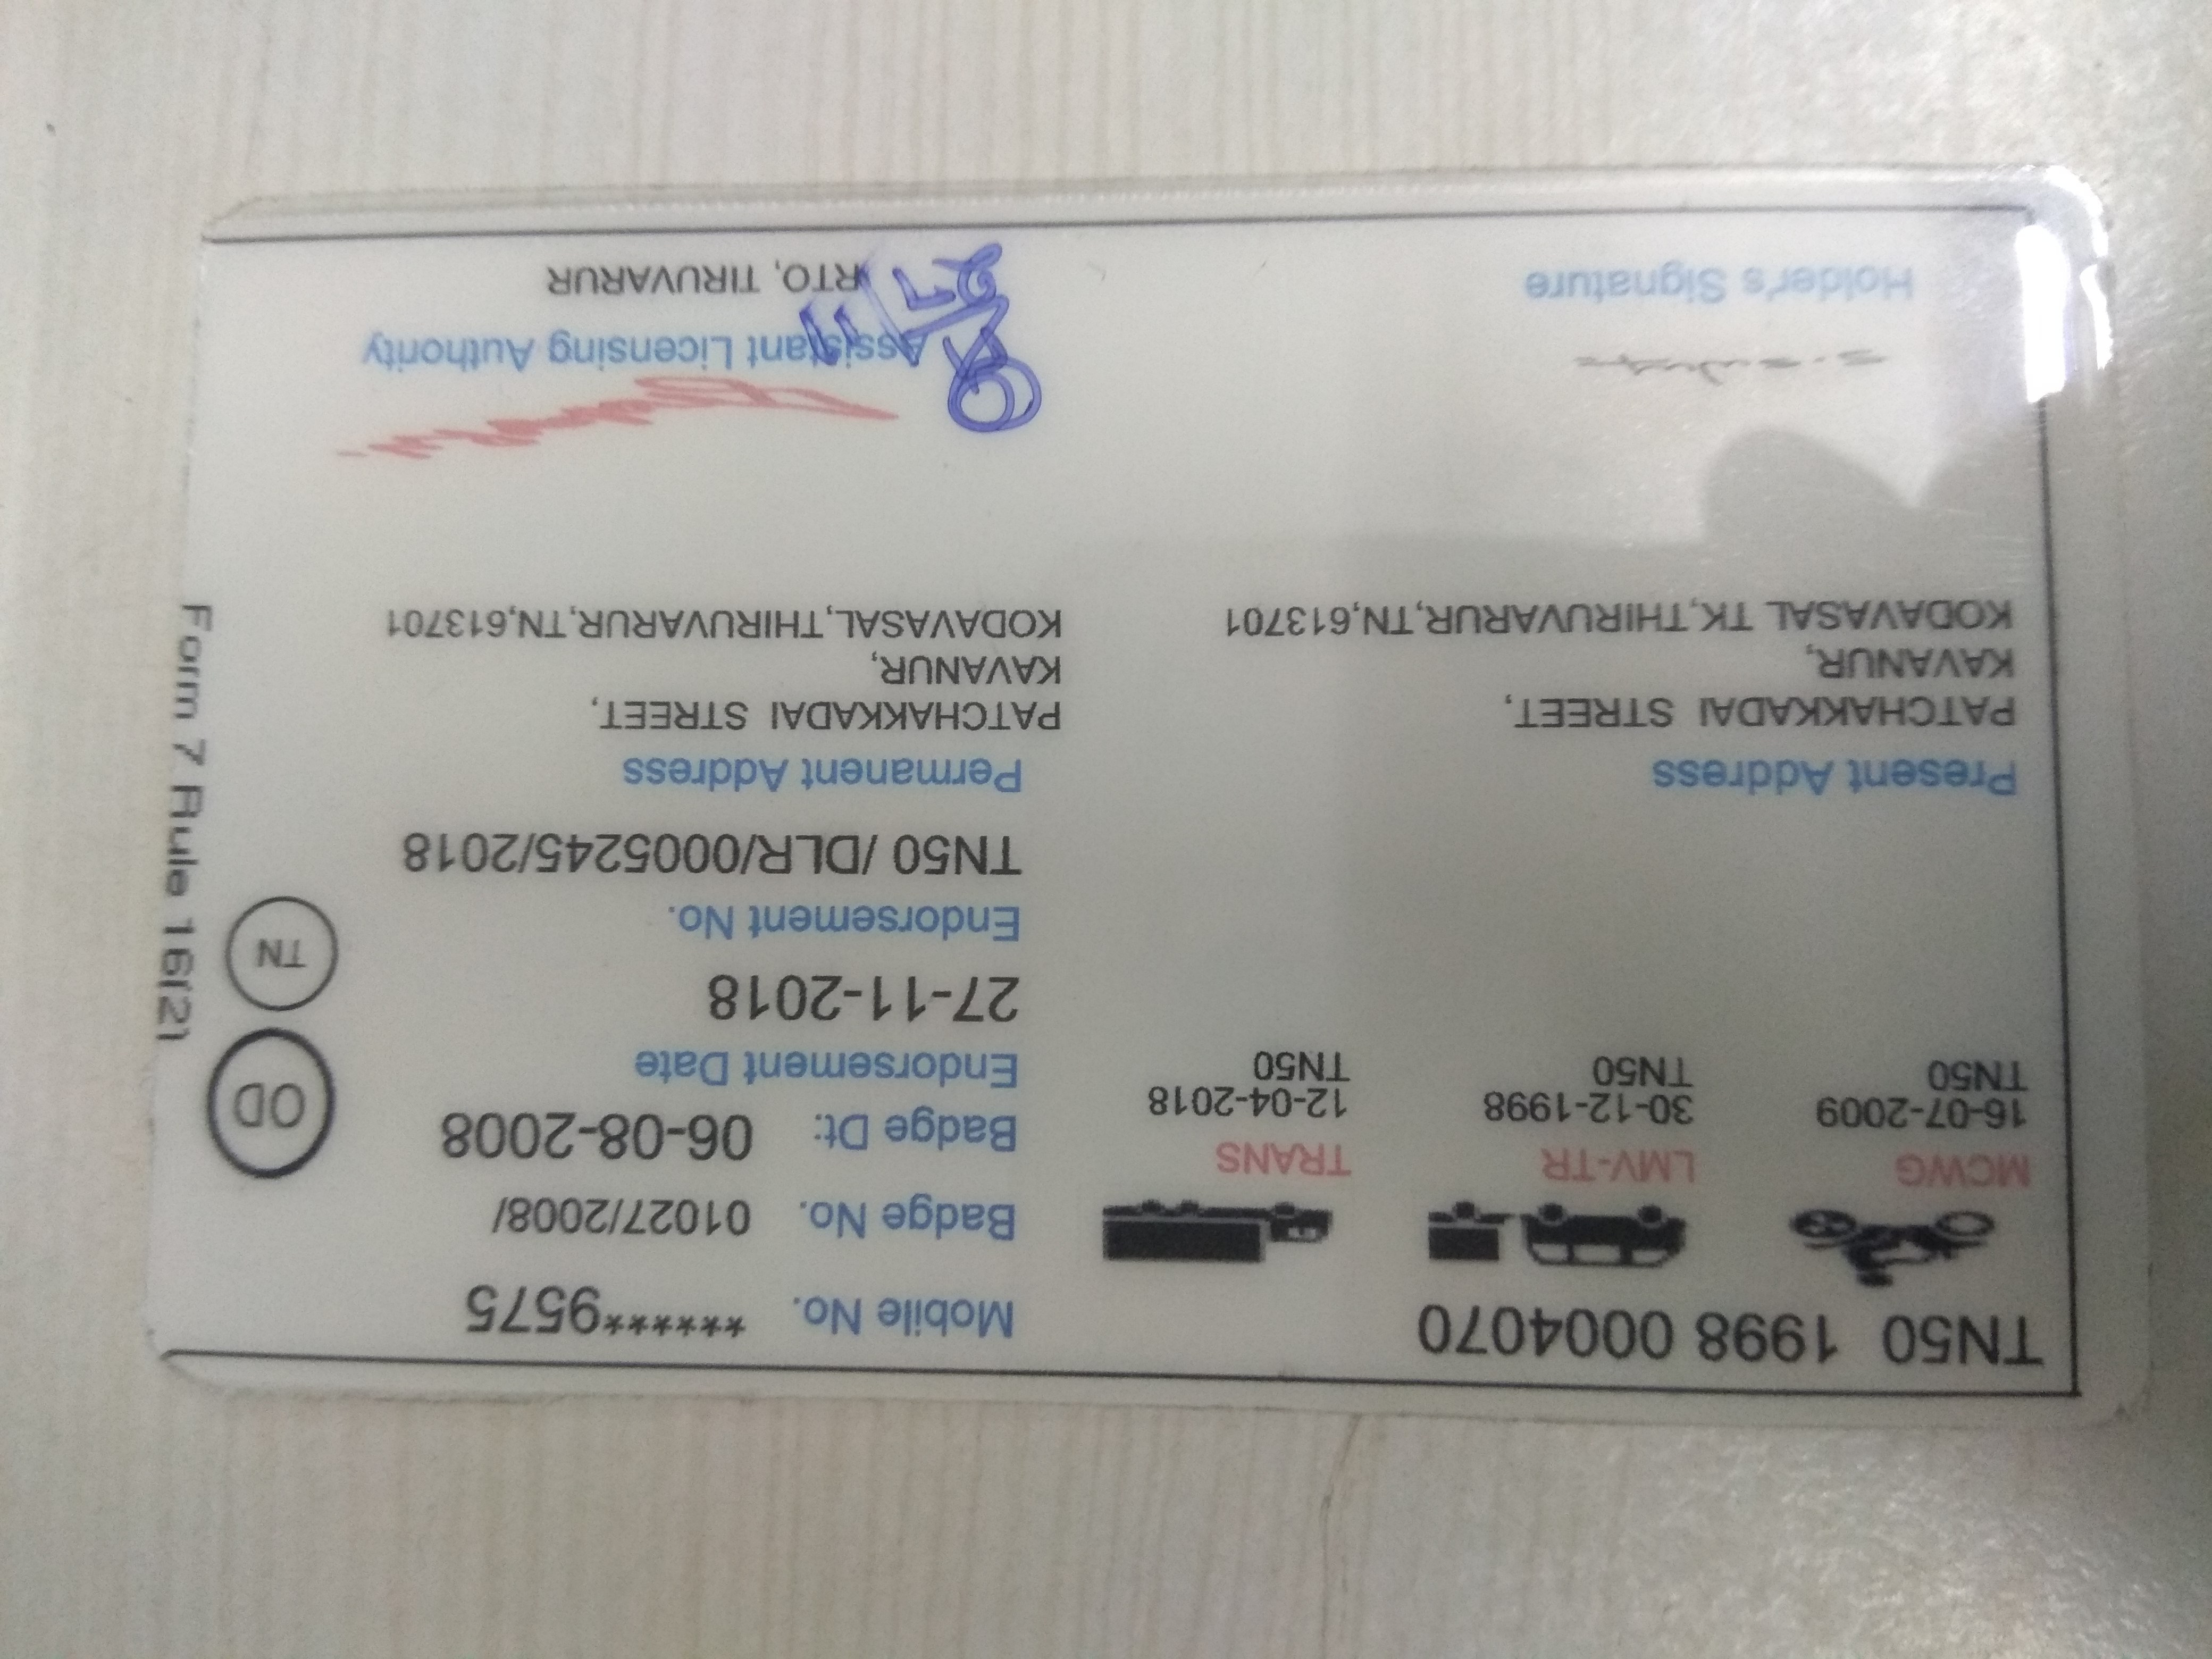 TN50 1998 0004070
MCWG
16-07-2009
TN50
LMV-TR
30-12-1998
TN50
TRANS
12-04-2018
TN50
Mobile No. ******9575
Badge No. 01027/2008/
Badge Dt: 06-08-2008
Endorsement Date
27-11-2018
Endorsement No.
TN50 /DLR/0005245/2018
OD
TN
Form 7 Rule 16(2)
Present Address
PATCHAKKADAI STREET,
KAVANUR,
KODAVASAL TK,THIRUVARUR,TN,613701
Permanent Address
PATCHAKKADAI STREET,
KAVANUR,
KODAVASAL,THIRUVARUR,TN,613701
Holder's Signature
Assistant Licensing Authority
RTO, TIRUVARUR